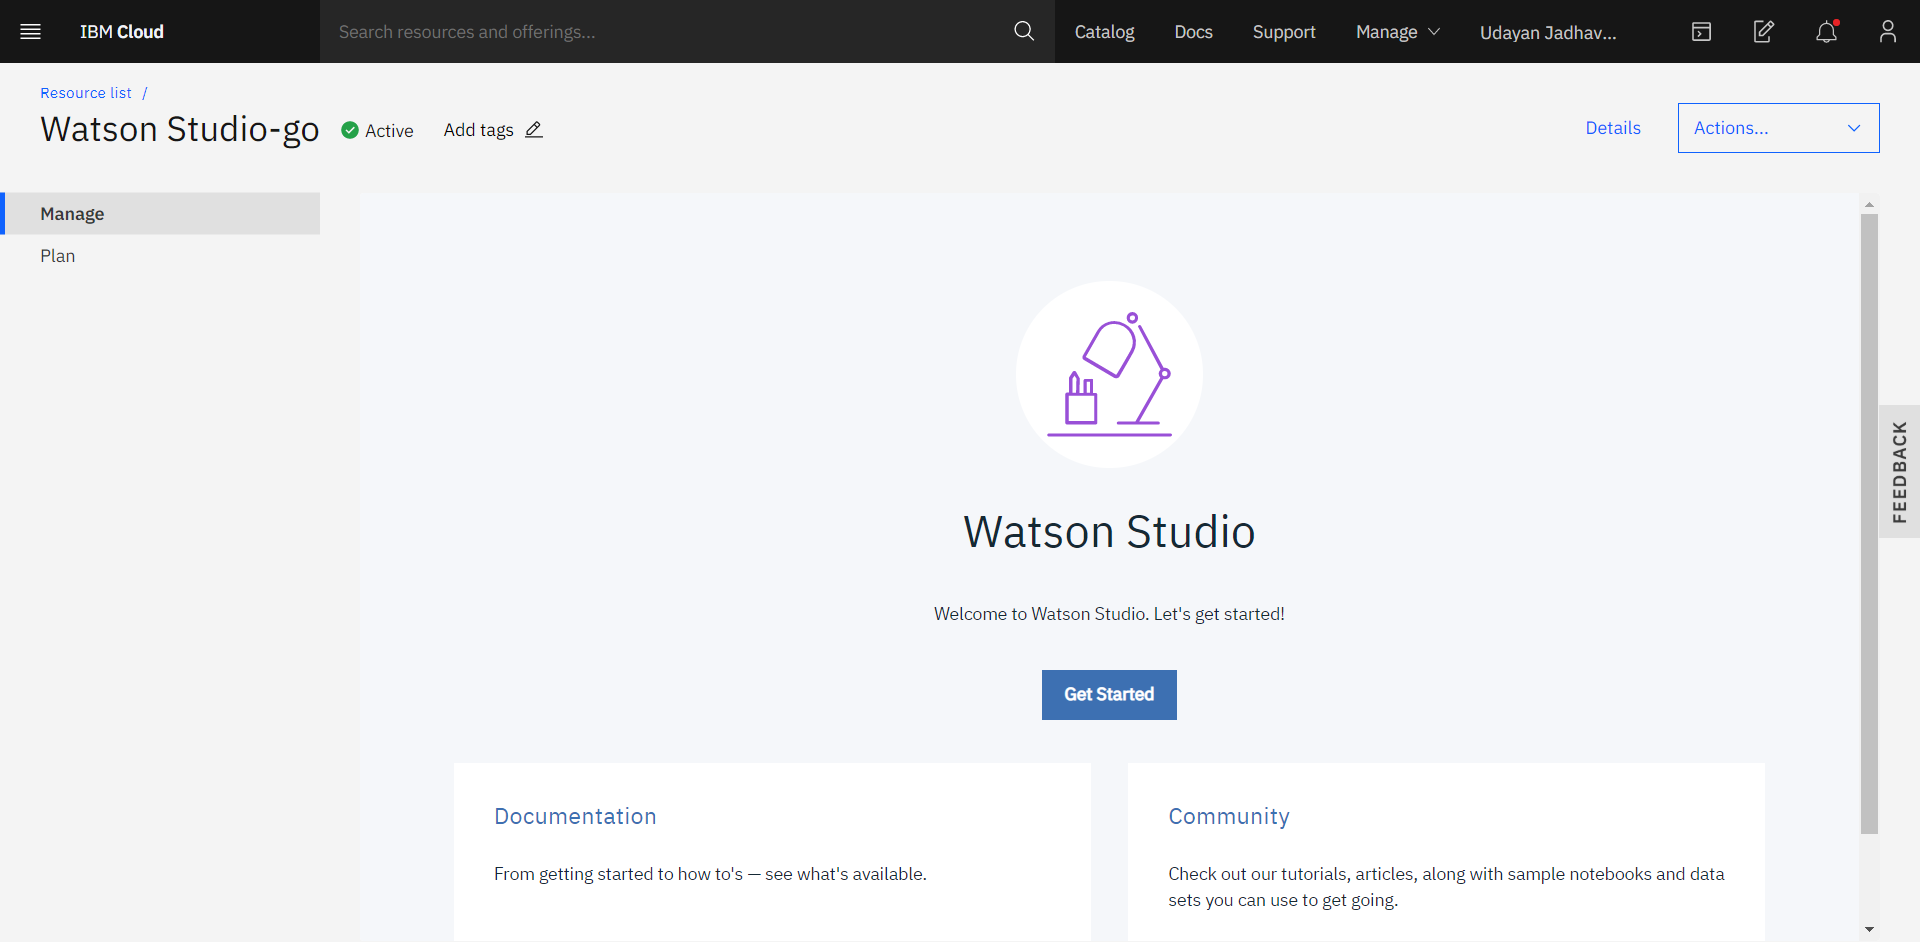 IBM Cloud
Search resources and offerings...
Catalog
Docs
Support
Manage
Udayan Jadhav...
Resource list /
Watson Studio-go
Active
Add tags
Details
Actions...
Manage
Plan
Watson Studio
Welcome to Watson Studio. Let's get started!
Get Started
FEEDBACK
Documentation
From getting started to how to's — see what's available.
Community
Check out our tutorials, articles, along with sample notebooks and data
sets you can use to get going.